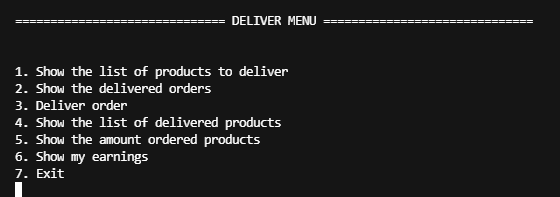 ============================== DELIVER MENU ==============================
1. Show the list of products to deliver
2. Show the delivered orders
3. Deliver order
4. Show the list of delivered products
5. Show the amount ordered products
6. Show my earnings
7. Exit